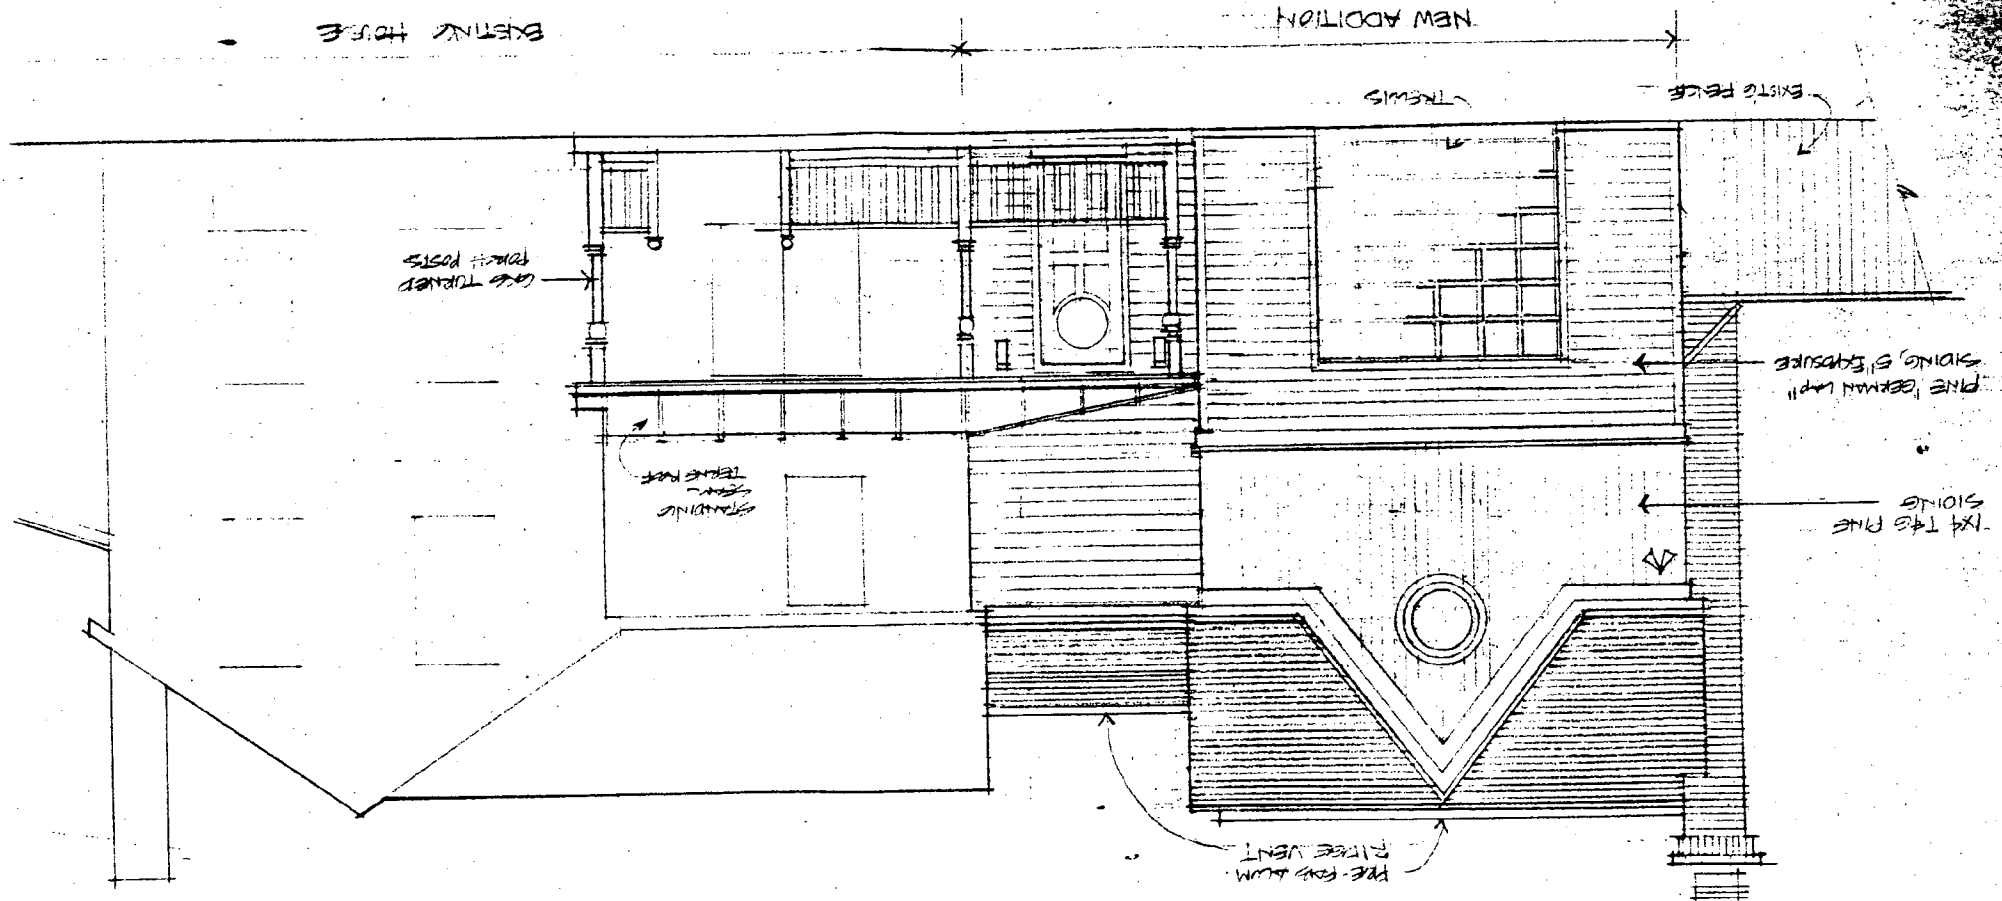 PRE-FAB ALUM.
RIDGE VENT
1X4 T&G PINE
SIDING
STANDING
SEAM
TERNE ROOF
PINE "GERMAN LAP"
SIDING, 5" EXPOSURE
6X6 TURNED
PORCH POSTS
EXIST'G FENCE
TRELLIS
NEW ADDITION
EXISTING HOUSE